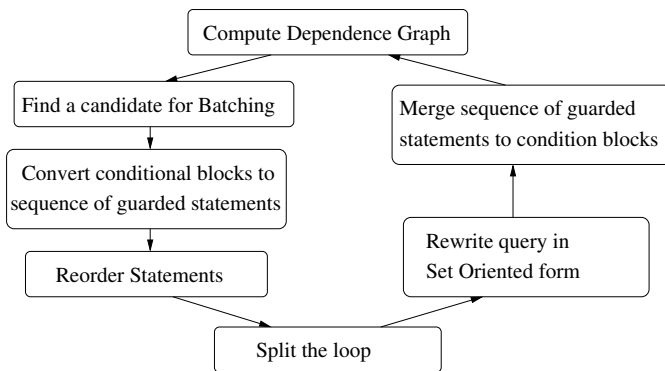 Compute Dependence Graph
Find a candidate for Batching
Convert conditional blocks to
sequence of guarded statements
Reorder Statements
Split the loop
Rewrite query in
Set Oriented form
Merge sequence of guarded
statements to condition blocks